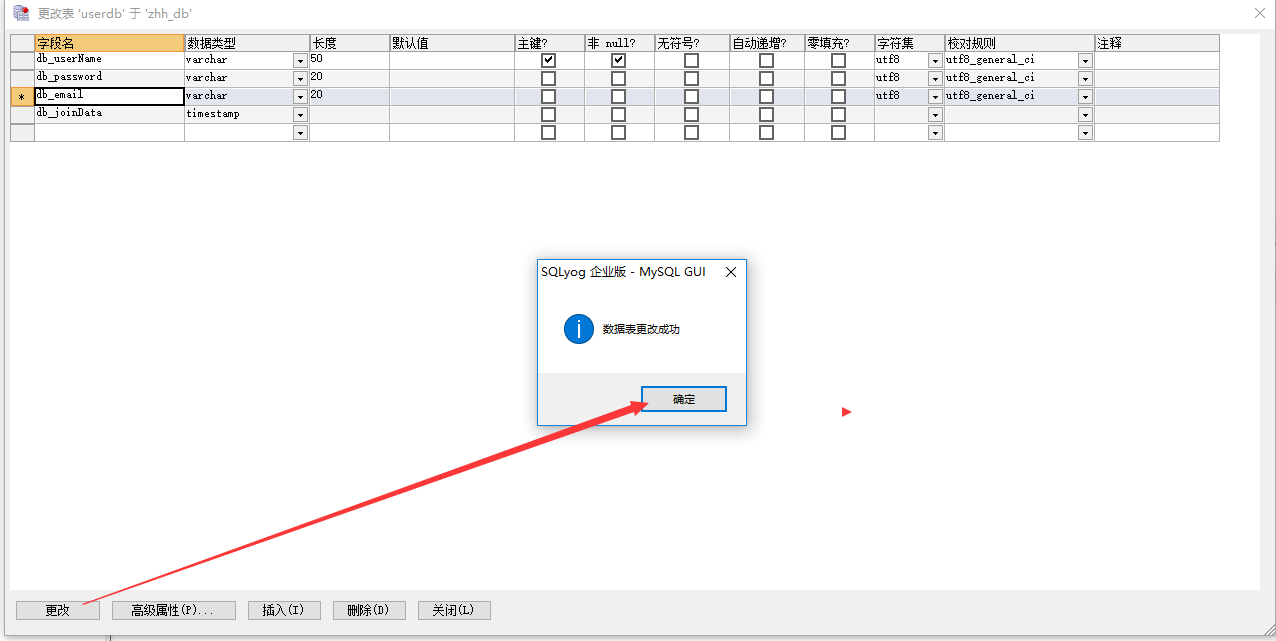 更改表 'userdb' 于 'zhh_db'
字段名 数据类型 长度 默认值 主键? 非 null? 无符号? 自动递增? 零填充? 字符集 校对规则 注释
db_userName varchar 50 utf8 utf8_general_ci
db_password varchar 20 utf8 utf8_general_ci
* db_email varchar 20 utf8 utf8_general_ci
db_joinData timestamp
SQLyog 企业版 - MySQL GUI
数据表更改成功
确定
更改 高级属性(P)... 插入(I) 删除(D) 关闭(L)